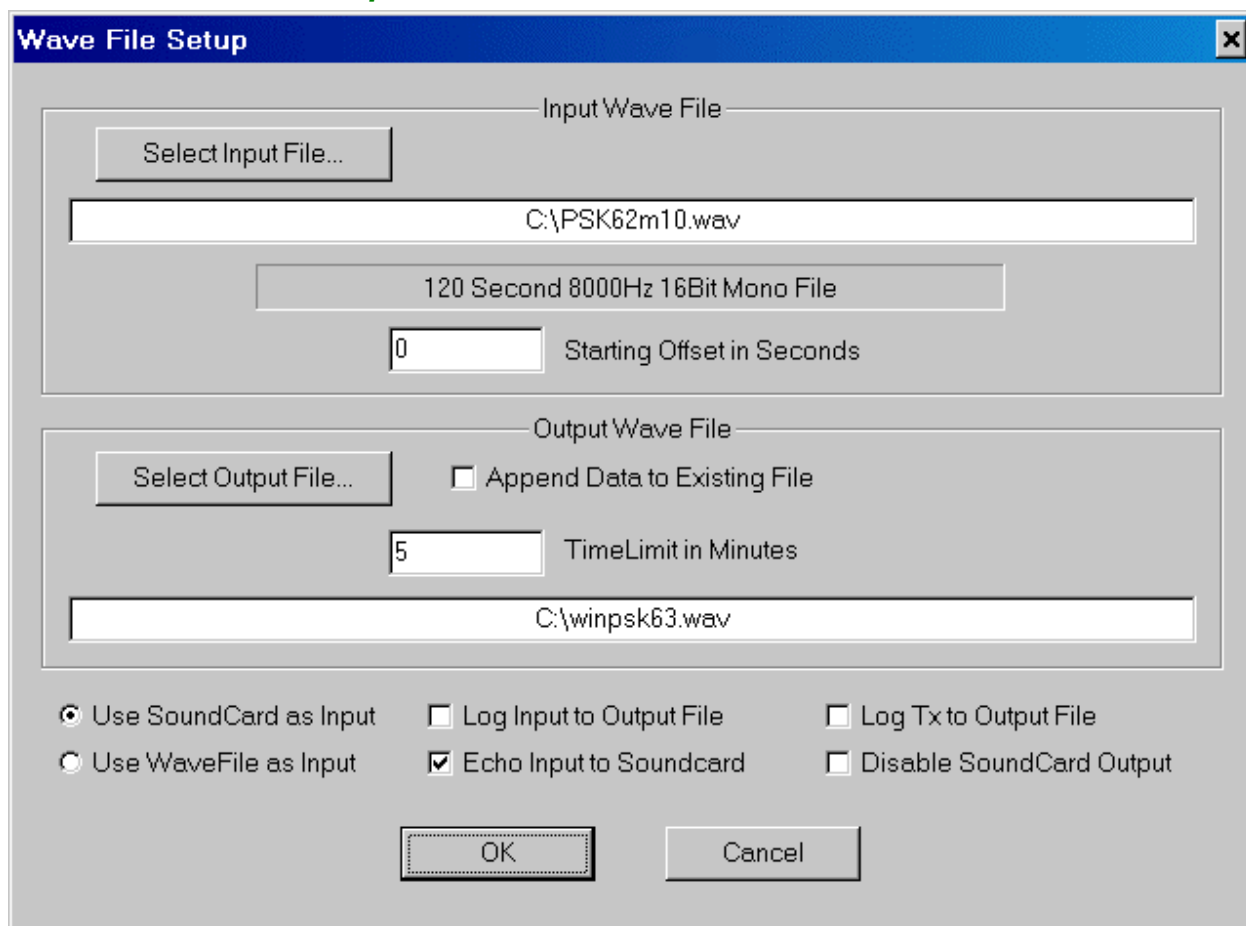 Wave File Setup
Input Wave File
Select Input File...
C:\PSK62m10.wav
120 Second 8000Hz 16Bit Mono File
0 Starting Offset in Seconds
Output Wave File
Select Output File... Append Data to Existing File
5 TimeLimit in Minutes
C:\winpsk63.wav
Use SoundCard as Input Log Input to Output File Log Tx to Output File
Use WaveFile as Input Echo Input to Soundcard Disable SoundCard Output
OK Cancel